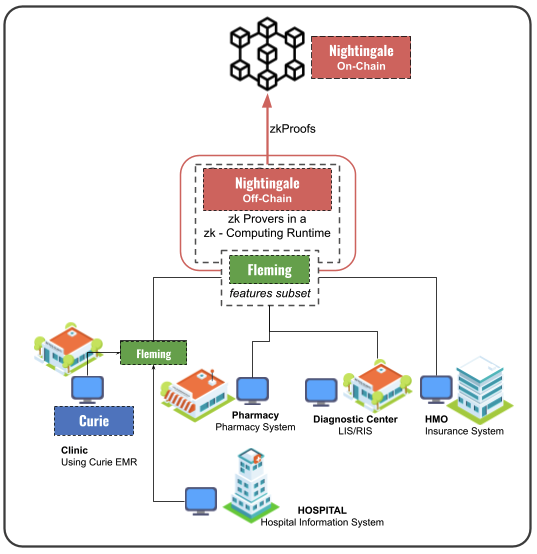 Nightingale
On-Chain
zkProofs
Nightingale
Off-Chain
zk Provers in a
zk - Computing Runtime
Fleming
features subset
Fleming
Curie
Clinic
Using Curie EMR
Pharmacy
Pharmacy System
Diagnostic Center
LIS/RIS
HMO
Insurance System
HOSPITAL
Hospital Information System